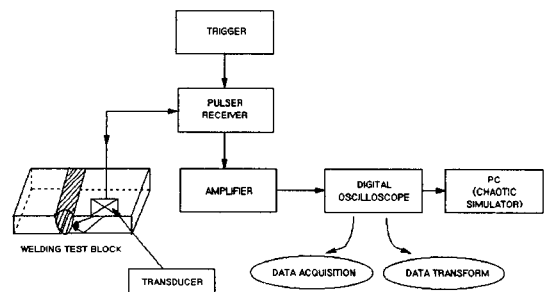 TRIGGER
PULSER
RECEIVER
AMPLIFIER
DIGITAL
OSCILLOSCOPE
PC
(CHAOTIC
SIMULATOR)
WELDING TEST BLOCK
TRANSDUCER
DATA ACQUISITION
DATA TRANSFORM